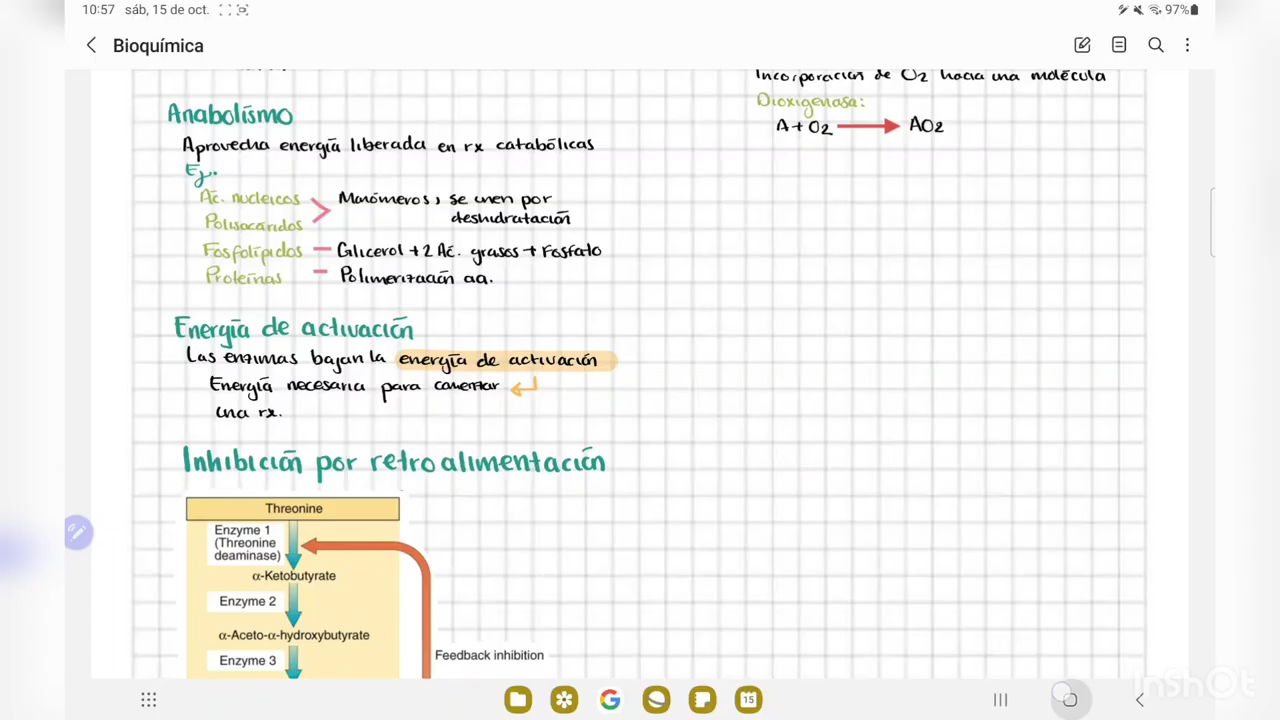 10:57 sáb, 15 de oct.
97%
Bioquímica
Anabolismo
Aprovecha energía liberada en rx catabólicas
Ej.
Ác. nucleicos
Polisacáridos
Monómeros, se unen por
deshidratación
Fosfolípidos – Glicerol + 2 Ác. grasos + Fosfato
Proteínas – Polimerización aa.
Energía de activación
Las enzimas bajan la energía de activación
Energía necesaria para comenzar
una rx.
Inhibición por retroalimentación
Threonine
Enzyme 1
(Threonine
deaminase)
α-Ketobutyrate
Enzyme 2
α-Aceto-α-hydroxybutyrate
Enzyme 3
Feedback inhibition
Incorporación de O2 hacia una molécula
Dioxigenasa:
A + O2 → AO2
15
InShOt